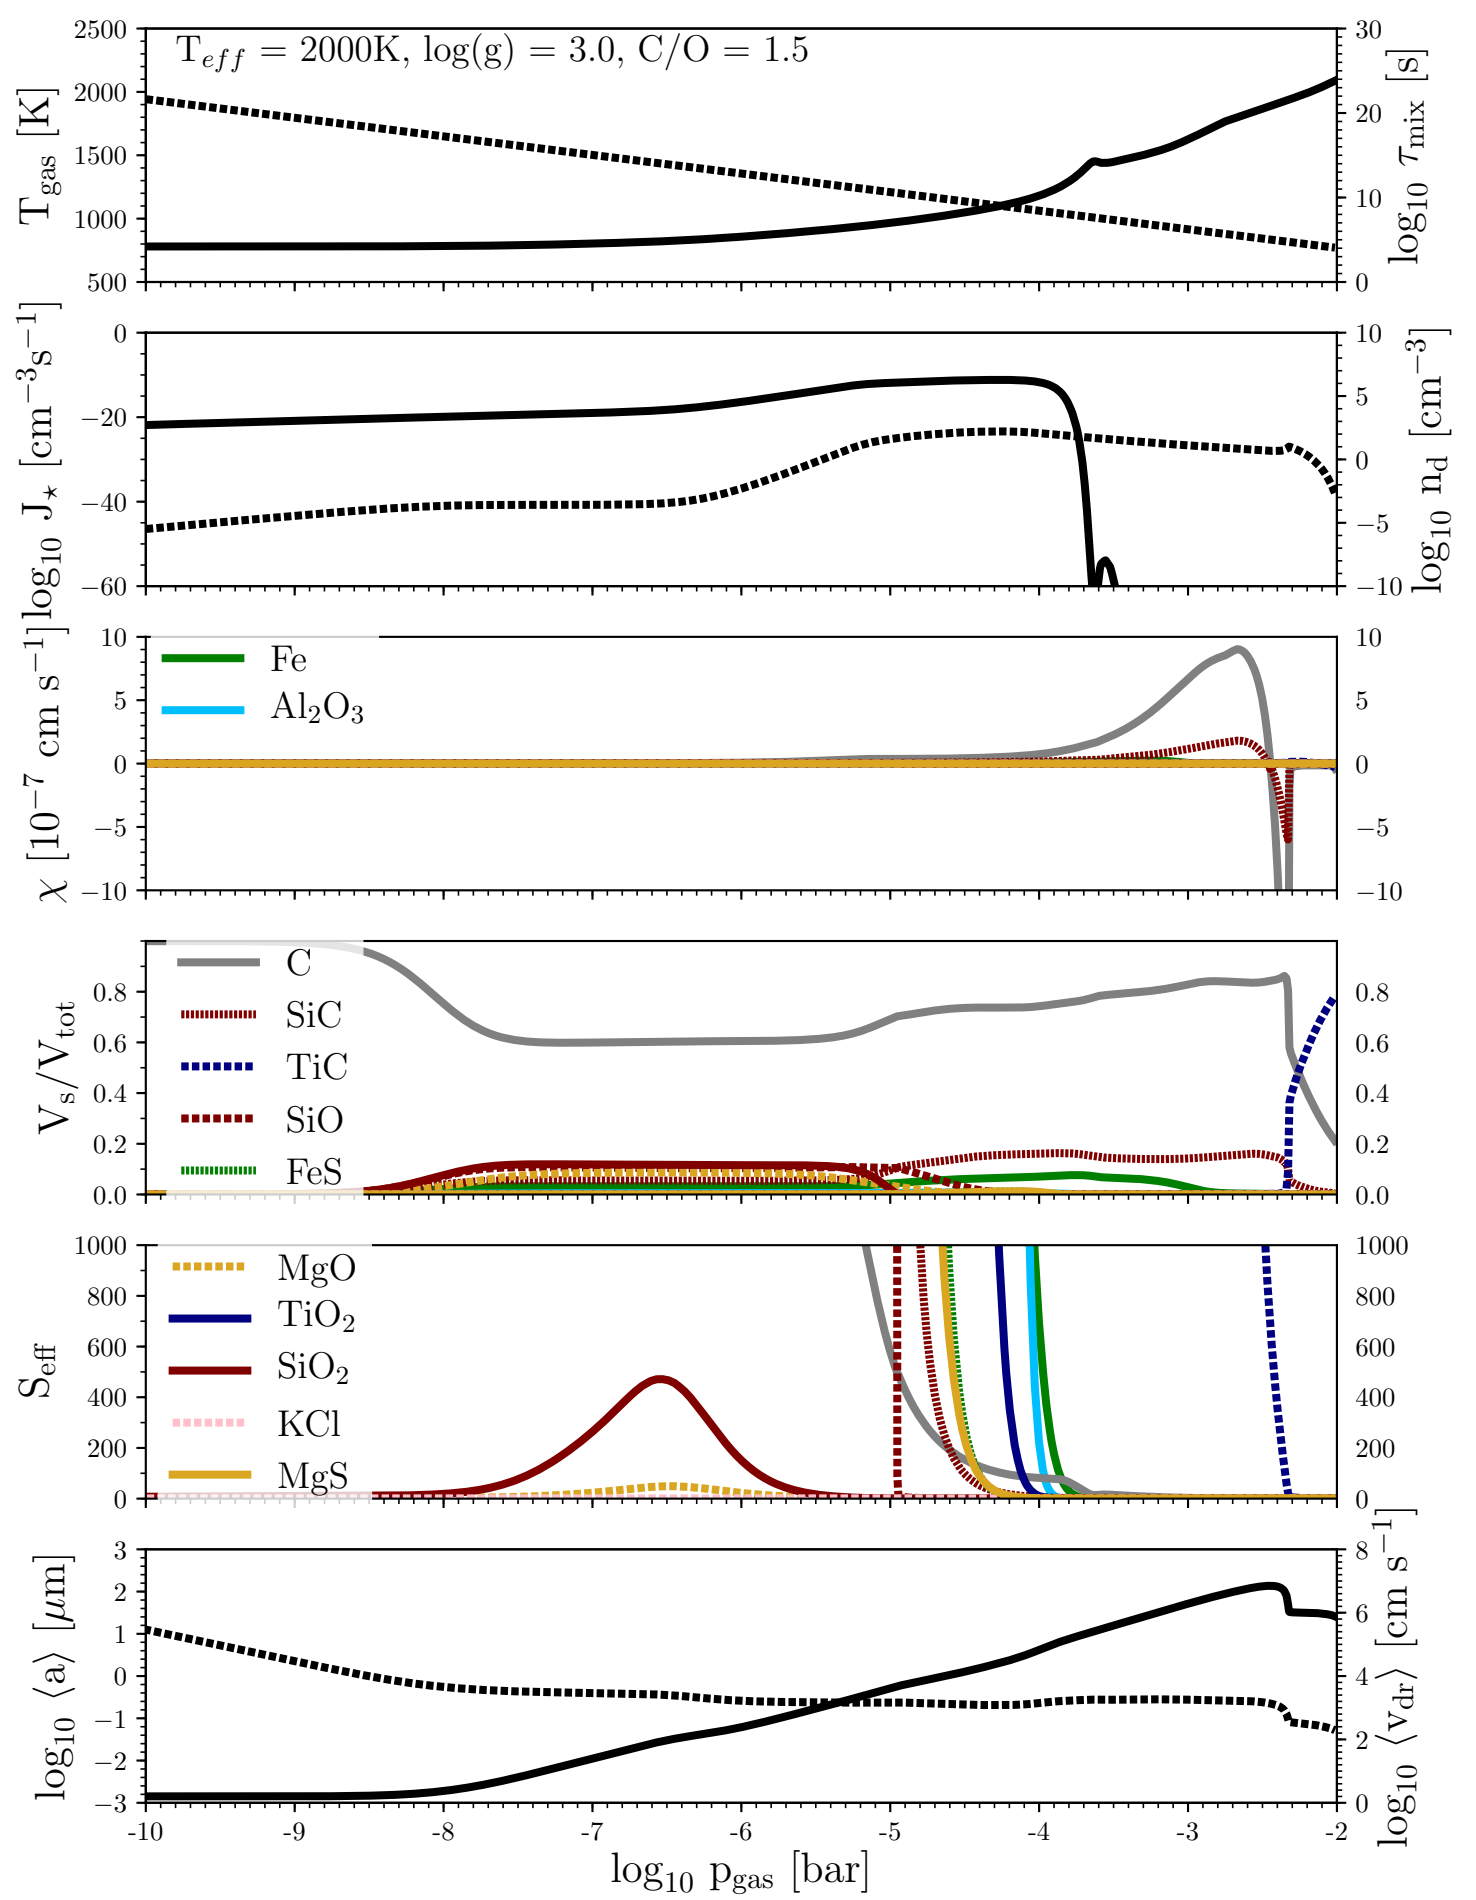 2500
2000
1500
1000
500
T_gas [K]
T_eff = 2000K, log(g) = 3.0, C/O = 1.5
30
20
10
0
log₁₀ τ_mix [s]
0
−20
−40
−60
log₁₀ J⋆ [cm⁻³s⁻¹]
10
5
0
−5
−10
log₁₀ n_d [cm⁻³]
10
5
0
−5
−10
χ [10⁻⁷ cm s⁻¹]
Fe
Al₂O₃
10
5
0
−5
−10
0.8
0.6
0.4
0.2
0.0
V_s/V_tot
C
SiC
TiC
SiO
FeS
0.8
0.6
0.4
0.2
0.0
1000
800
600
400
200
0
S_eff
MgO
TiO₂
SiO₂
KCl
MgS
1000
800
600
400
200
0
3
2
1
0
−1
−2
−3
log₁₀ ⟨a⟩ [μm]
8
6
4
2
0
log₁₀ ⟨v_dr⟩ [cm s⁻¹]
-10 -9 -8 -7 -6 -5 -4 -3 -2
log₁₀ p_gas [bar]